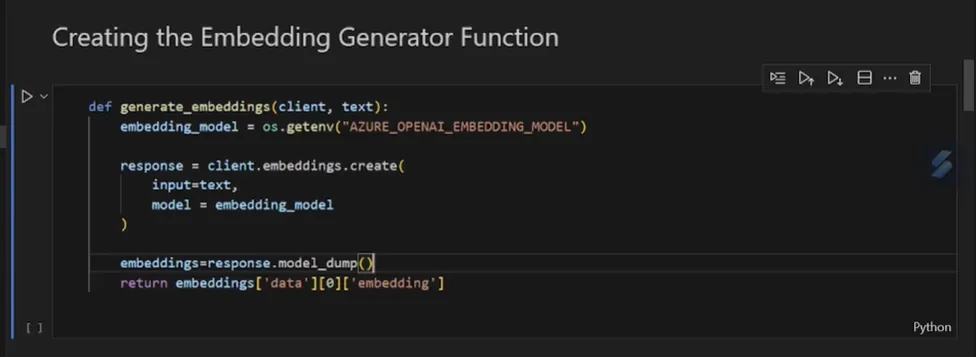 Creating the Embedding Generator Function
def generate_embeddings(client, text):
    embedding_model = os.getenv("AZURE_OPENAI_EMBEDDING_MODEL")
    response = client.embeddings.create(
        input=text,
        model = embedding_model
    )
    embeddings=response.model_dump()
    return embeddings['data'][0]['embedding']
[ ]
Python